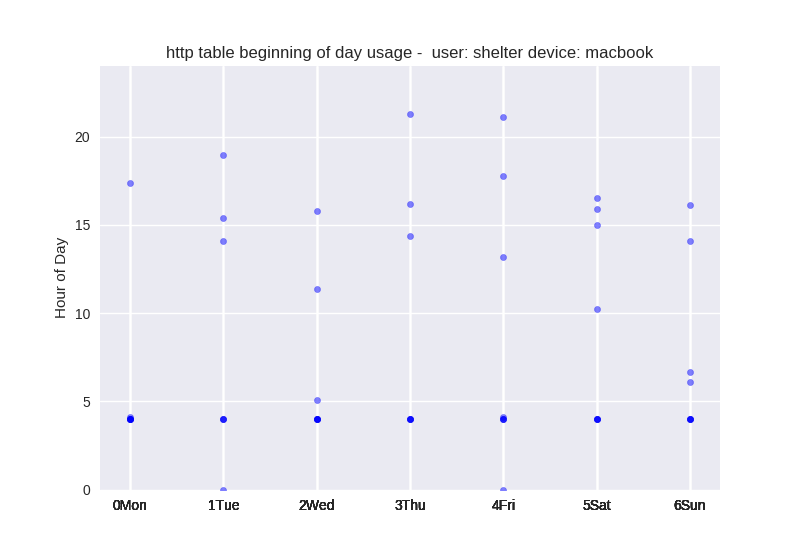 http table beginning of day usage -  user: shelter device: macbook
20
15
10
5
0
Hour of Day
0Mon 1Tue 2Wed 3Thu 4Fri 5Sat 6Sun